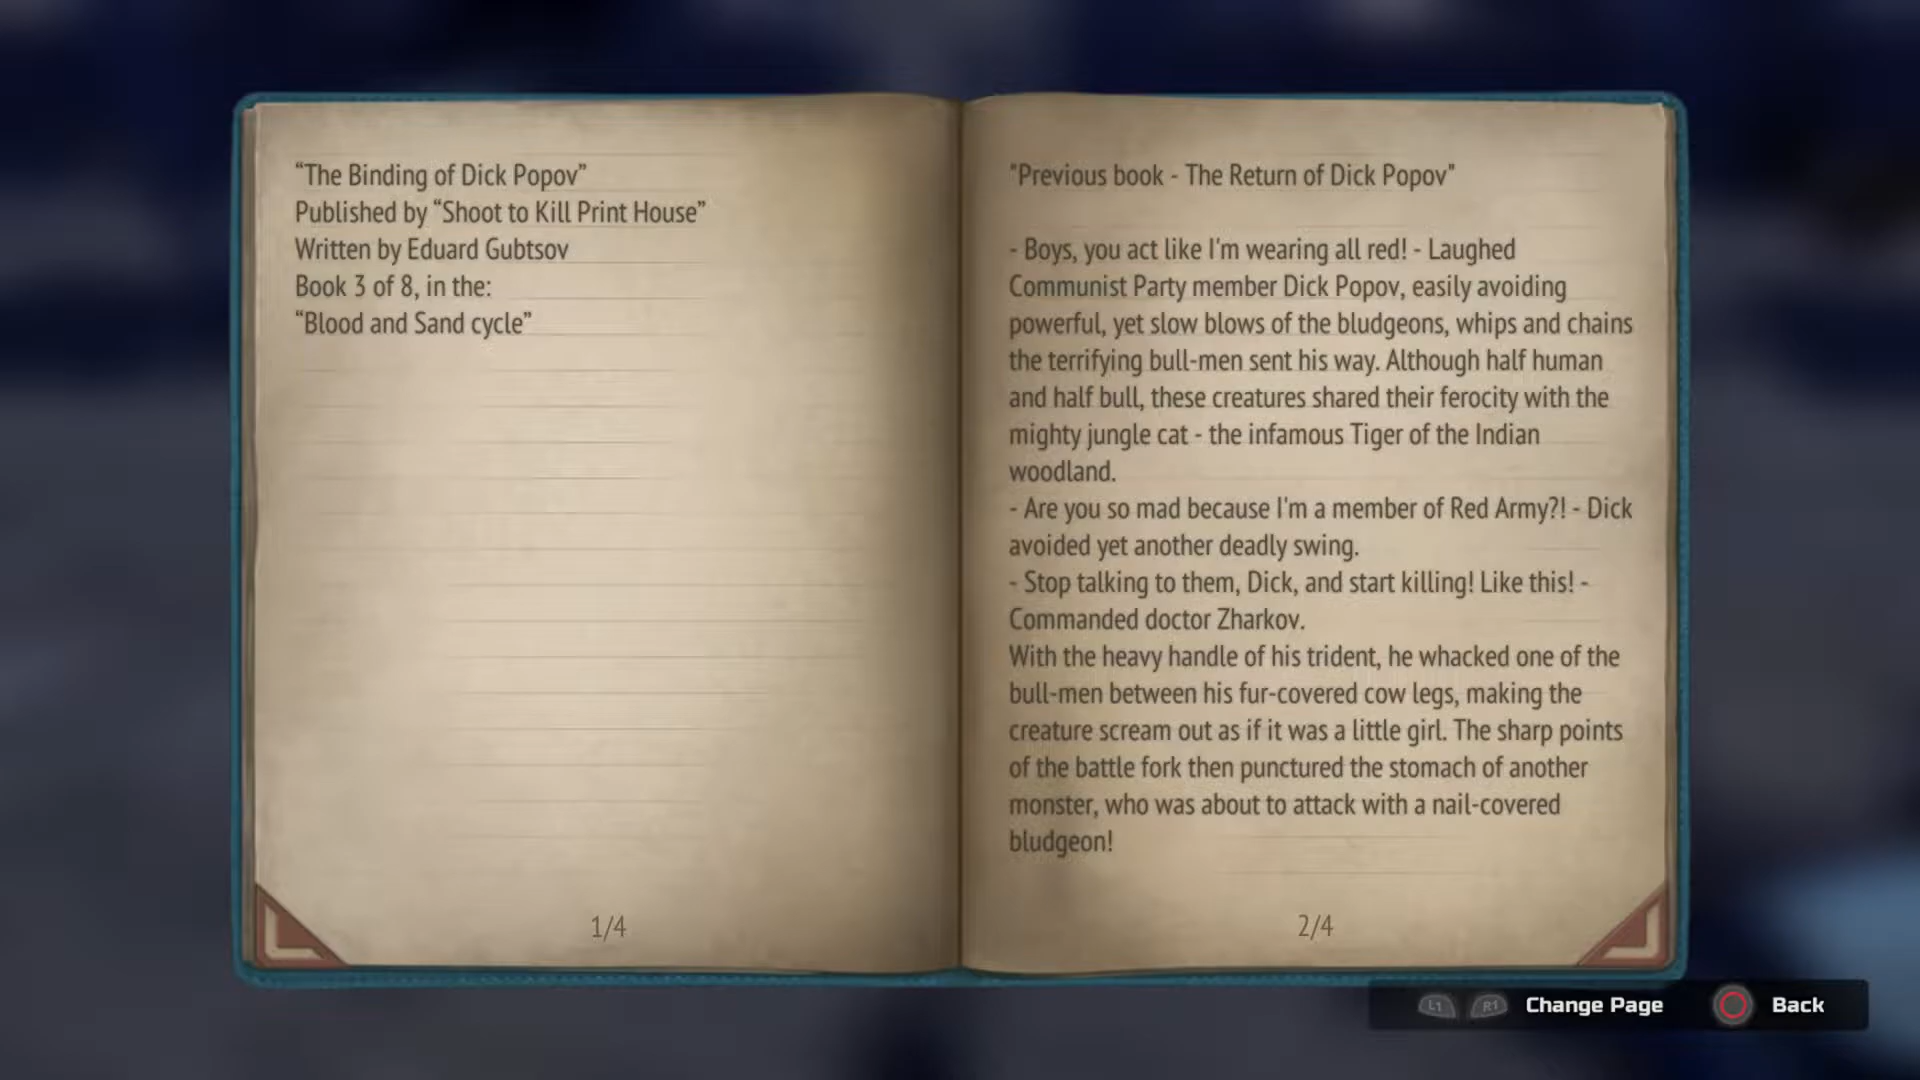 “The Binding of Dick Popov”
Published by “Shoot to Kill Print House”
Written by Eduard Gubtsov
Book 3 of 8, in the:
“Blood and Sand cycle”
1/4
"Previous book - The Return of Dick Popov"
- Boys, you act like I'm wearing all red! - Laughed
Communist Party member Dick Popov, easily avoiding
powerful, yet slow blows of the bludgeons, whips and chains
the terrifying bull-men sent his way. Although half human
and half bull, these creatures shared their ferocity with the
mighty jungle cat - the infamous Tiger of the Indian
woodland.
- Are you so mad because I'm a member of Red Army?! - Dick
avoided yet another deadly swing.
- Stop talking to them, Dick, and start killing! Like this! -
Commanded doctor Zharkov.
With the heavy handle of his trident, he whacked one of the
bull-men between his fur-covered cow legs, making the
creature scream out as if it was a little girl. The sharp points
of the battle fork then punctured the stomach of another
monster, who was about to attack with a nail-covered
bludgeon!
2/4
L1 R1 Change Page Back